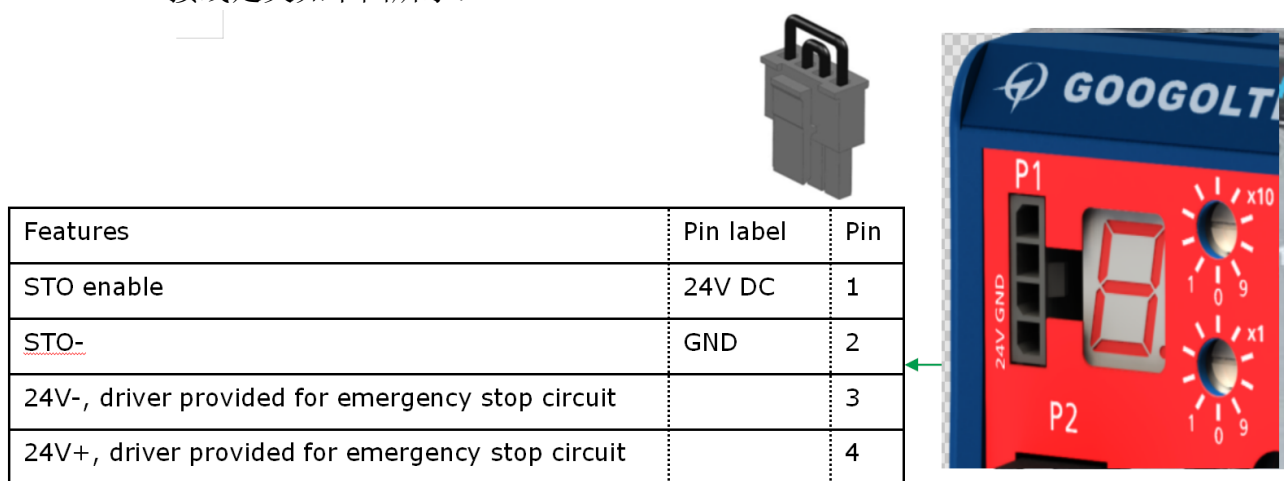 Features Pin label Pin
STO enable 24V DC 1
STO- GND 2
24V-, driver provided for emergency stop circuit 3
24V+, driver provided for emergency stop circuit 4
GOOGOLT
P1
x10
1 0 9
24V GND
x1
1 0 9
P2